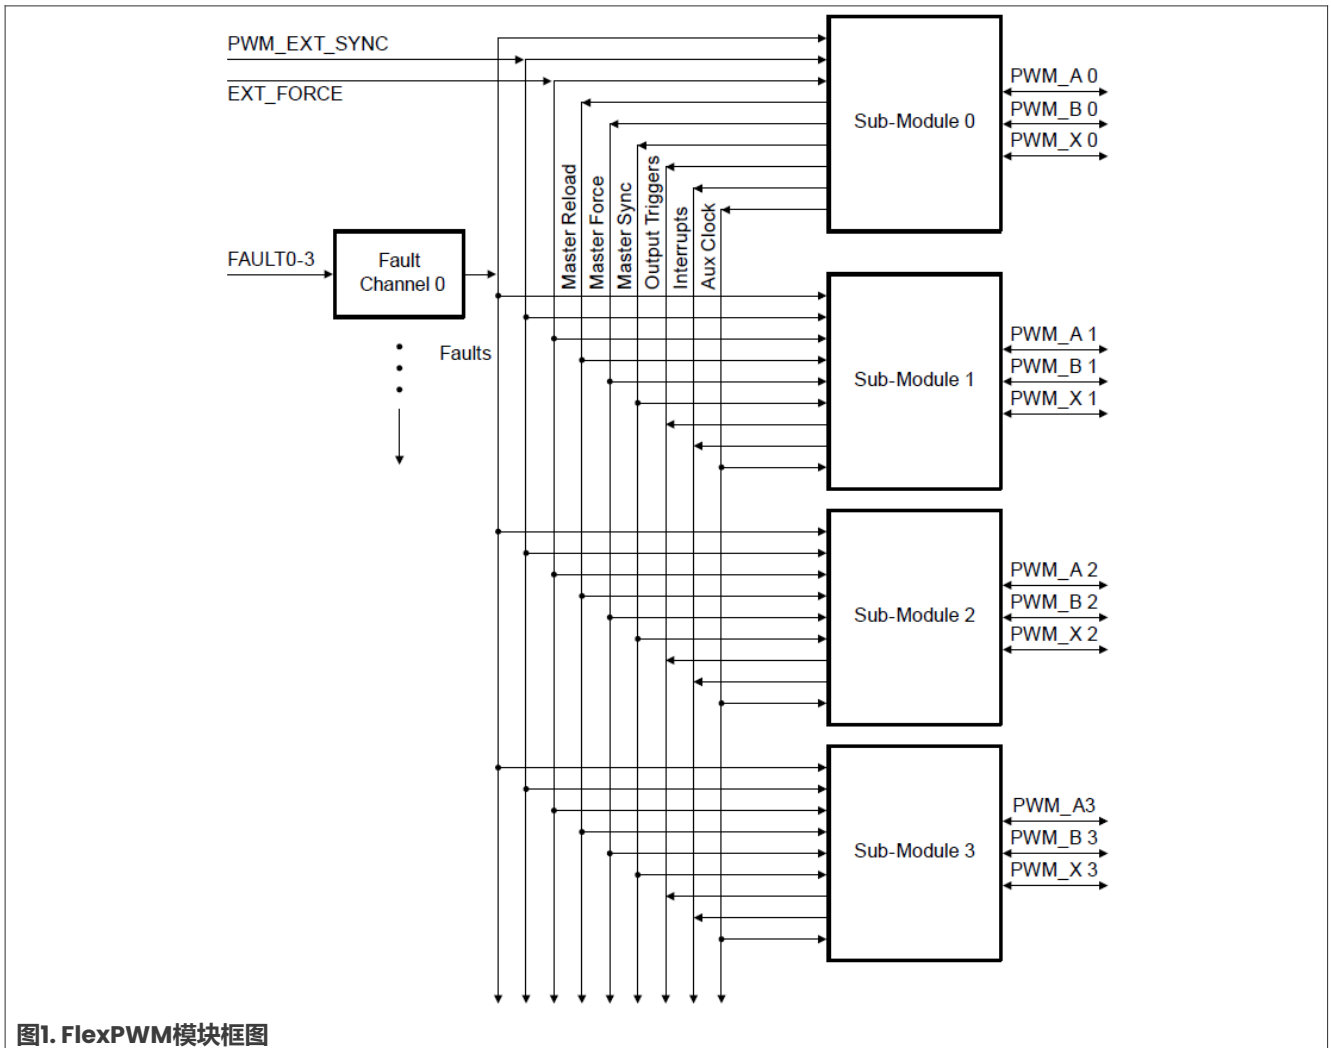 PWM_EXT_SYNC
EXT_FORCE
Sub-Module 0
PWM_A 0
PWM_B 0
PWM_X 0
Master Reload
Master Force
Master Sync
Output Triggers
Interrupts
Aux Clock
FAULT0-3
Fault
Channel 0
Faults
Sub-Module 1
PWM_A 1
PWM_B 1
PWM_X 1
Sub-Module 2
PWM_A 2
PWM_B 2
PWM_X 2
Sub-Module 3
PWM_A3
PWM_B 3
PWM_X 3
图1. FlexPWM模块框图